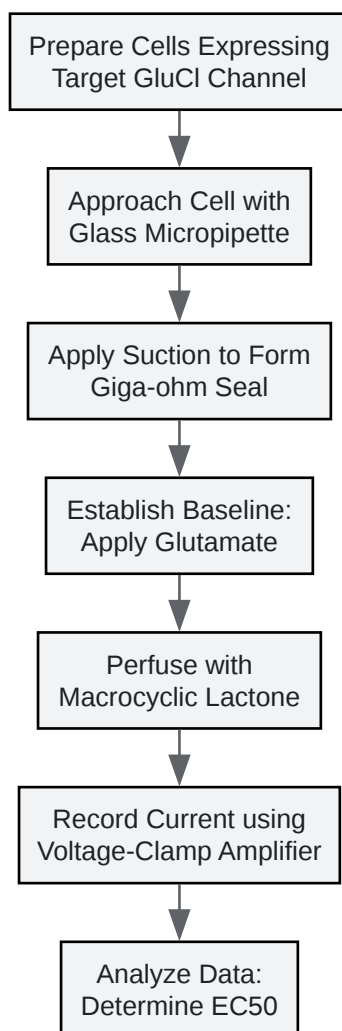 Prepare Cells Expressing
Target GluCl Channel
Approach Cell with
Glass Micropipette
Apply Suction to Form
Giga-ohm Seal
Establish Baseline:
Apply Glutamate
Perfuse with
Macrocyclic Lactone
Record Current using
Voltage-Clamp Amplifier
Analyze Data:
Determine EC50